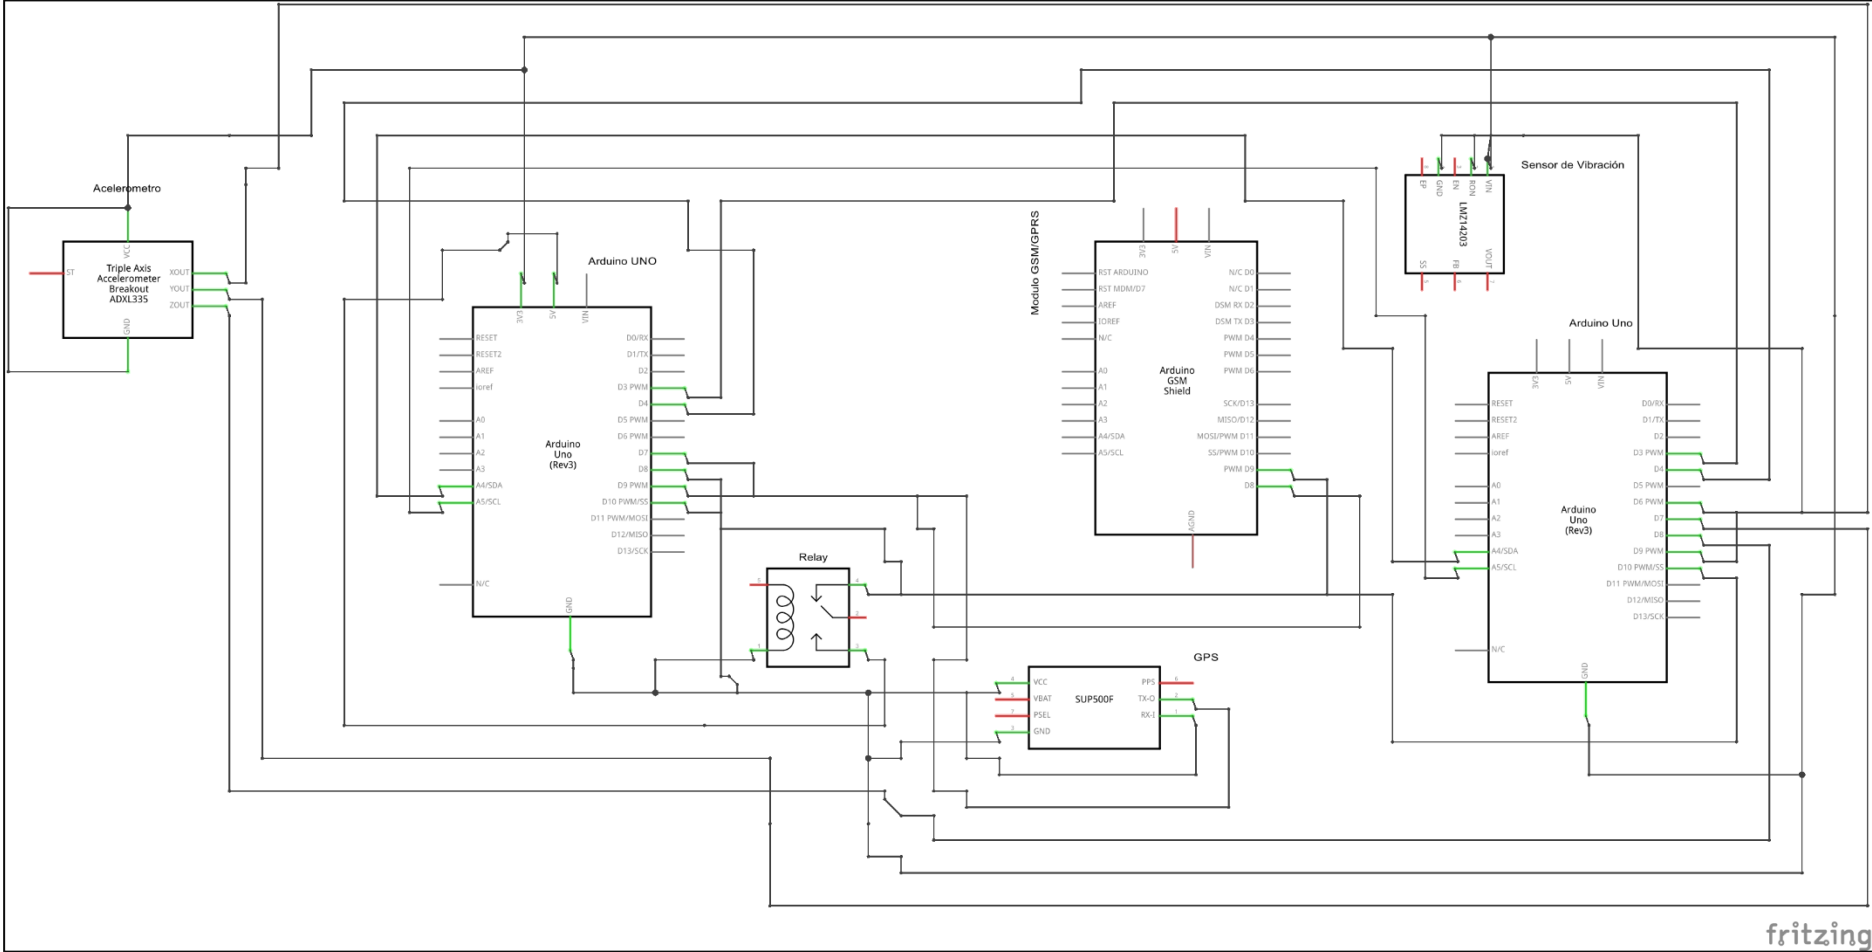 Acelerometro
VCC
ST
Triple Axis
Accelerometer
Breakout
ADXL335
XOUT
YOUT
ZOUT
GND
Arduino UNO
3V3
5V
VIN
RESET
RESET2
AREF
ioref
A0
A1
A2
A3
A4/SDA
A5/SCL
N/C
Arduino
Uno
(Rev3)
D0/RX
D1/TX
D2
D3 PWM
D4
D5 PWM
D6 PWM
D7
D8
D9 PWM
D10 PWM/SS
D11 PWM/MOSI
D12/MISO
D13/SCK
GND
Relay
GPS
4 VCC
5 VBAT
7 PSEL
3 GND
SUP500F
PPS 6
TX-O 2
RX-I 1
Modulo GSM/GPRS
3V3
5V
VIN
RST ARDUINO
RST MDM/D7
AREF
IOREF
N/C
A0
A1
A2
A3
A4/SDA
A5/SCL
Arduino
GSM
Shield
N/C D0
N/C D1
DSM RX D2
DSM TX D3
PWM D4
PWM D5
PWM D6
SCK/D13
MISO/D12
MOSI/PWM D11
SS/PWM D10
PWM D9
D8
AGND
Sensor de Vibración
EP
GND
EN
RON
VIN
LMZ14203
SS
FB
VOUT
Arduino Uno
3V3
5V
VIN
RESET
RESET2
AREF
ioref
A0
A1
A2
A3
A4/SDA
A5/SCL
N/C
Arduino
Uno
(Rev3)
D0/RX
D1/TX
D2
D3 PWM
D4
D5 PWM
D6 PWM
D7
D8
D9 PWM
D10 PWM/SS
D11 PWM/MOSI
D12/MISO
D13/SCK
GND
fritzing